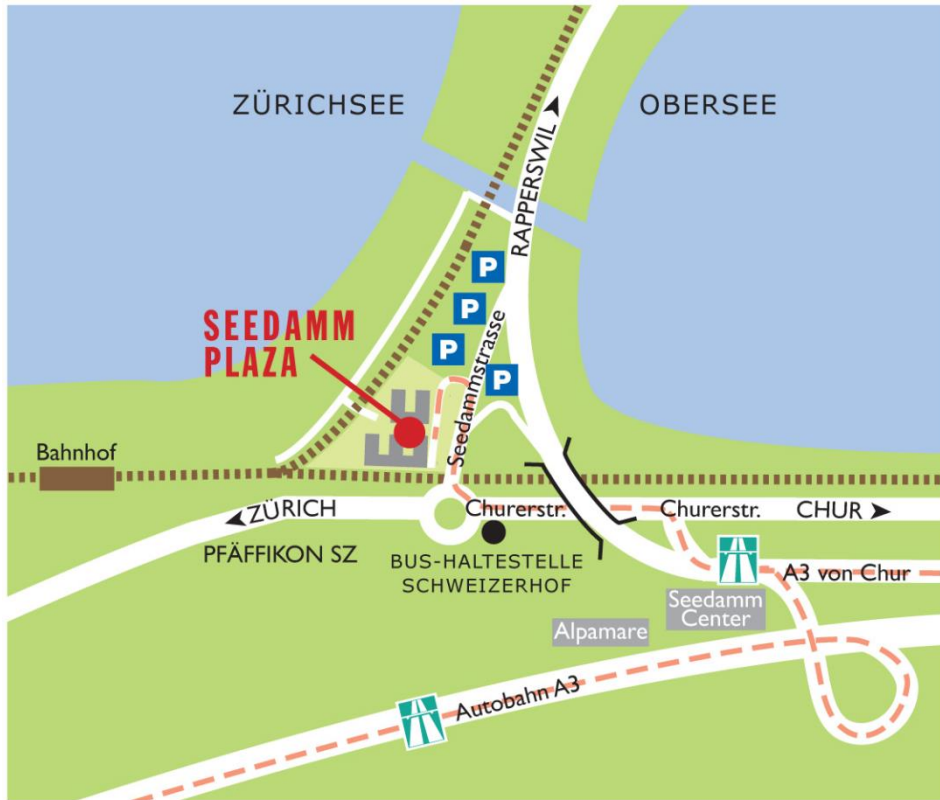 ZÜRICHSEE
OBERSEE
RAPPERSWIL
P
P
P
P
SEEDAMM
PLAZA
Seedammstrasse
Bahnhof
ZÜRICH
Churerstr.
Churerstr.
CHUR
PFÄFFIKON SZ
BUS-HALTESTELLE
SCHWEIZERHOF
A3 von Chur
Seedamm
Center
Alpamare
Autobahn A3